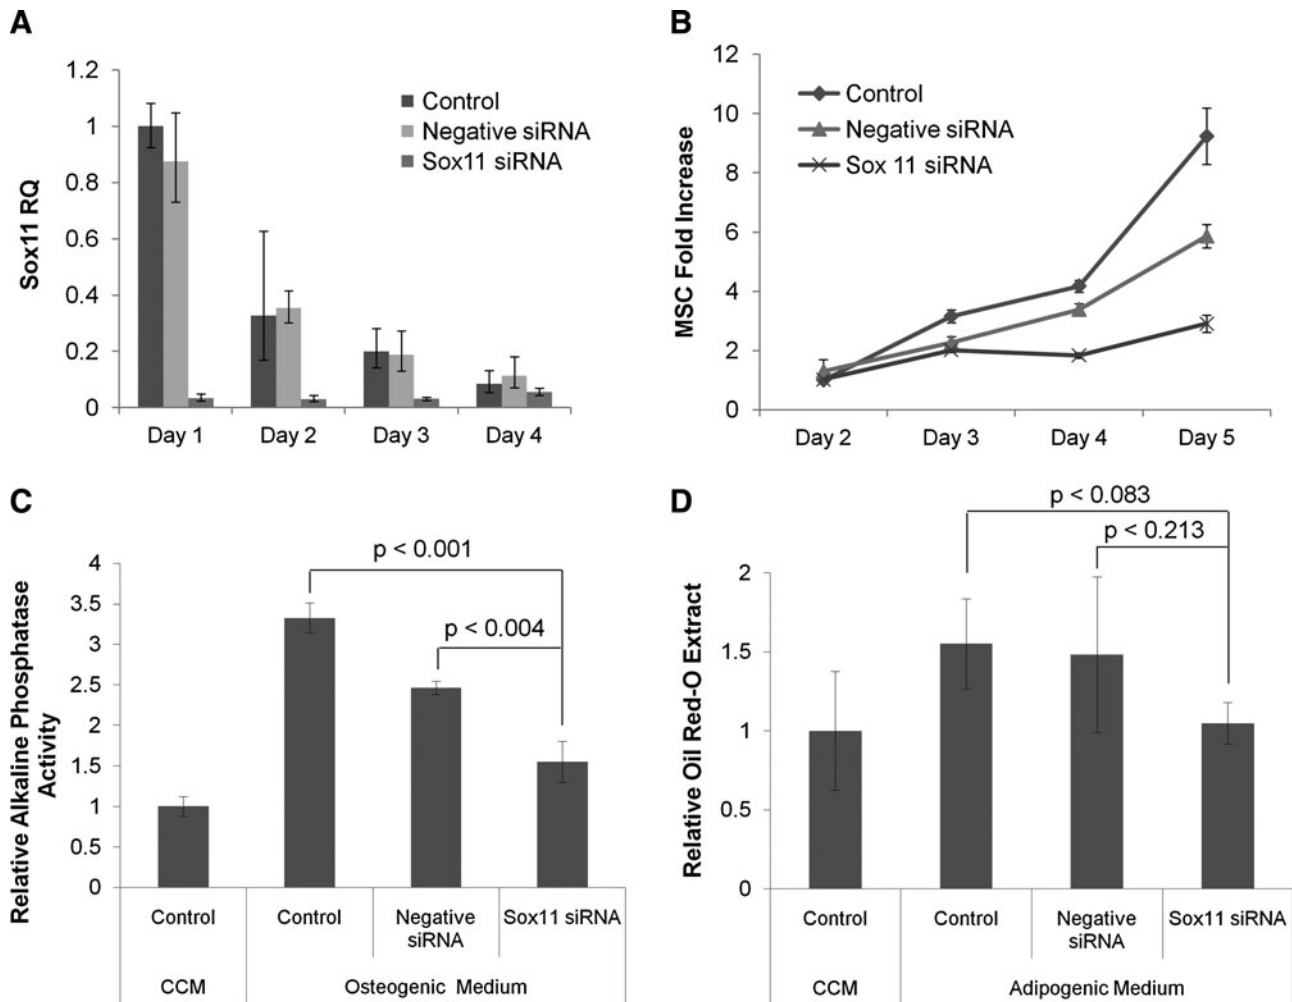 A
Sox11 RQ
1.2
1
0.8
0.6
0.4
0.2
0
Control
Negative siRNA
Sox11 siRNA
Day 1
Day 2
Day 3
Day 4
B
MSC Fold Increase
12
10
8
6
4
2
0
Control
Negative siRNA
Sox 11 siRNA
Day 2
Day 3
Day 4
Day 5
C
Relative Alkaline Phosphatase
Activity
4
3.5
3
2.5
2
1.5
1
0.5
0
p < 0.001
p < 0.004
Control
Control
Negative
siRNA
Sox11 siRNA
CCM
Osteogenic Medium
D
Relative Oil Red-O Extract
2
1.5
1
0.5
0
p < 0.083
p < 0.213
Control
Control
Negative
siRNA
Sox11 siRNA
CCM
Adipogenic Medium